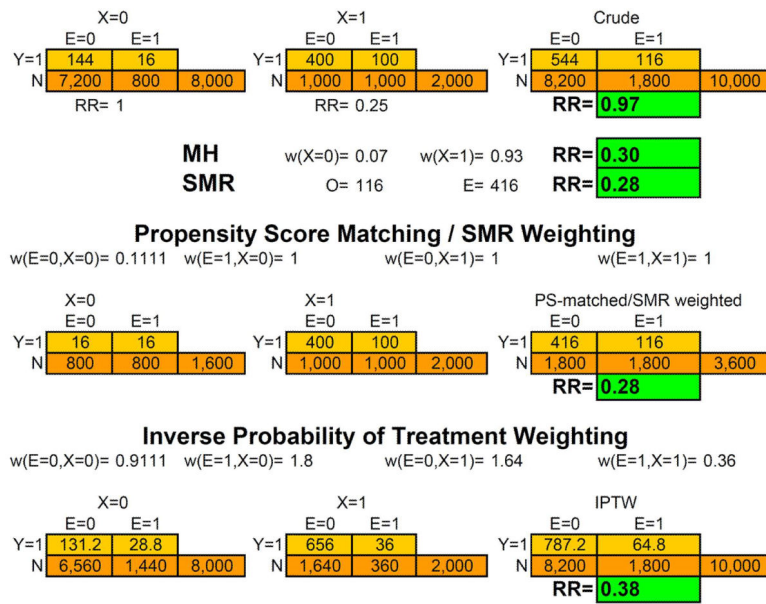 X=0 X=1 Crude
E=0 E=1 E=0 E=1 E=0 E=1
Y=1 144 16 Y=1 400 100 Y=1 544 116
N 7,200 800 8,000 N 1,000 1,000 2,000 N 8,200 1,800 10,000
RR= 1 RR= 0.25 RR= 0.97
MH w(X=0)= 0.07 w(X=1)= 0.93 RR= 0.30
SMR O= 116 E= 416 RR= 0.28
Propensity Score Matching / SMR Weighting
w(E=0,X=0)= 0.1111 w(E=1,X=0)= 1 w(E=0,X=1)= 1 w(E=1,X=1)= 1
X=0 X=1 PS-matched/SMR weighted
E=0 E=1 E=0 E=1 E=0 E=1
Y=1 16 16 Y=1 400 100 Y=1 416 116
N 800 800 1,600 N 1,000 1,000 2,000 N 1,800 1,800 3,600
RR= 0.28
Inverse Probability of Treatment Weighting
w(E=0,X=0)= 0.9111 w(E=1,X=0)= 1.8 w(E=0,X=1)= 1.64 w(E=1,X=1)= 0.36
X=0 X=1 IPTW
E=0 E=1 E=0 E=1 E=0 E=1
Y=1 131.2 28.8 Y=1 656 36 Y=1 787.2 64.8
N 6,560 1,440 8,000 N 1,640 360 2,000 N 8,200 1,800 10,000
RR= 0.38